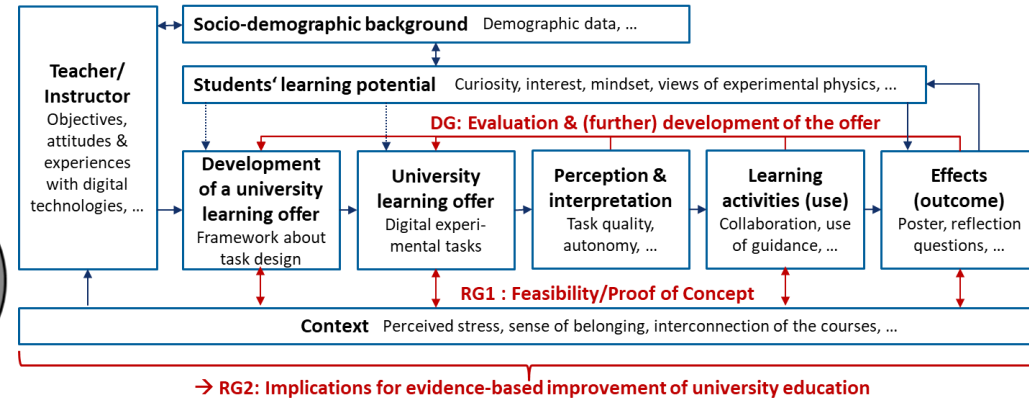 Socio-demographic background Demographic data, ...
Teacher/
Instructor
Objectives,
attitudes &
experiences
with digital
technologies, ...
Students‘ learning potential Curiosity, interest, mindset, views of experimental physics, ...
DG: Evaluation & (further) development of the offer
Development
of a university
learning offer
Framework about
task design
University
learning offer
Digital experi-
mental tasks
Perception &
interpretation
Task quality,
autonomy, ...
Learning
activities (use)
Collaboration, use
of guidance, ...
Effects
(outcome)
Poster, reflection
questions, ...
RG1 : Feasibility/Proof of Concept
Context Perceived stress, sense of belonging, interconnection of the courses, ...
→ RG2: Implications for evidence-based improvement of university education